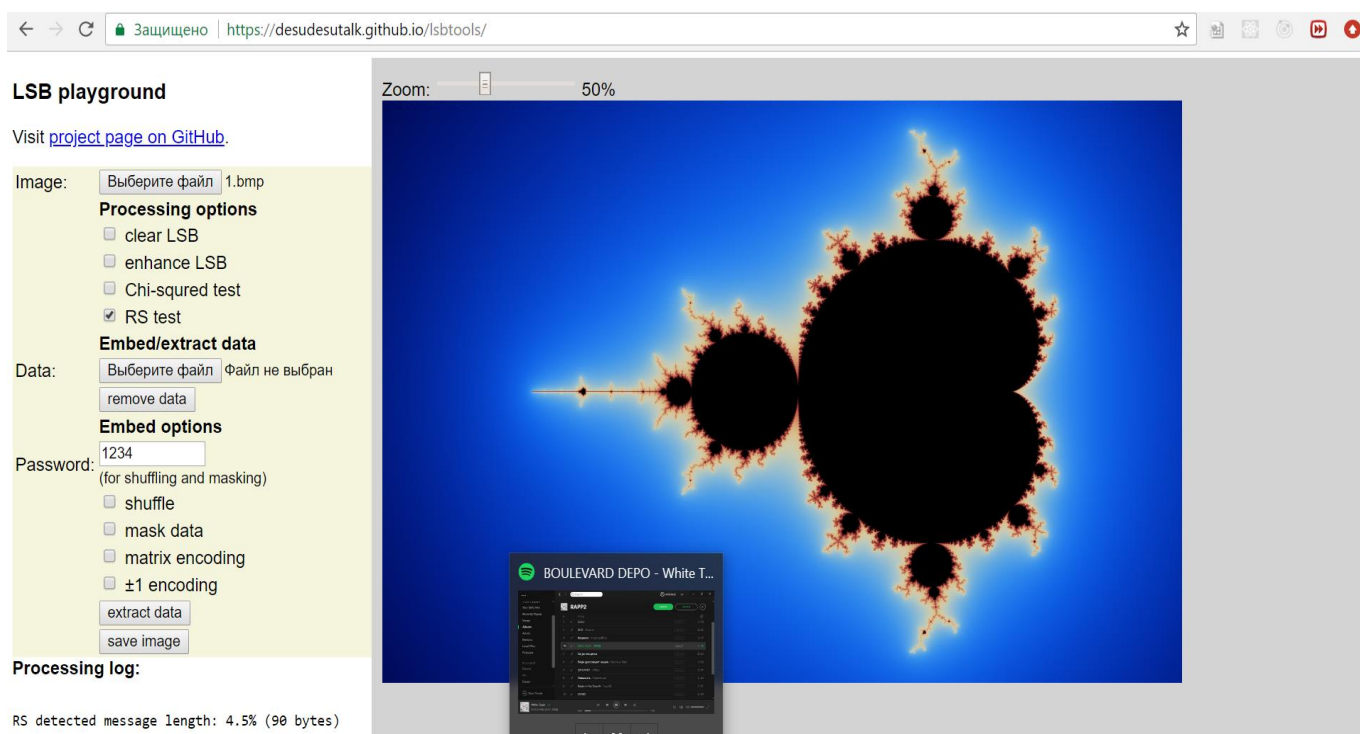 Защищено https://desudesutalk.github.io/lsbtools/
LSB playground
Visit project page on GitHub.
Image: Выберите файл 1.bmp
Processing options
clear LSB
enhance LSB
Chi-squred test
RS test
Embed/extract data
Data: Выберите файл Файл не выбран
remove data
Embed options
Password: 1234
(for shuffling and masking)
shuffle
mask data
matrix encoding
±1 encoding
extract data
save image
Processing log:
RS detected message length: 4.5% (90 bytes)
Zoom: 50%
BOULEVARD DEPO - White T...
RAPP2